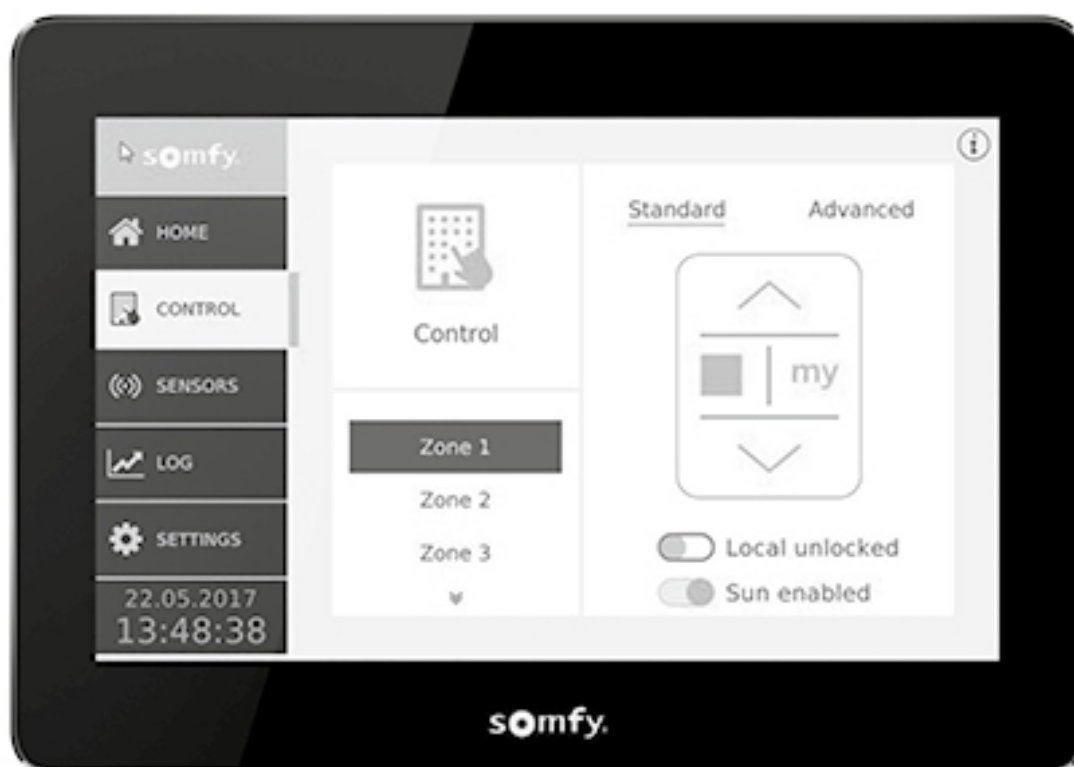 somfy.
HOME
CONTROL
SENSORS
LOG
SETTINGS
22.05.2017
13:48:38
Control
Zone 1
Zone 2
Zone 3
i
Standard
Advanced
my
Local unlocked
Sun enabled
somfy.